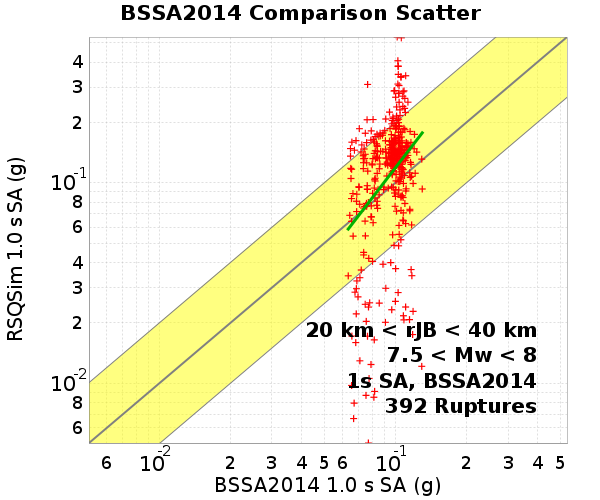 BSSA2014 Comparison Scatter
RSQSim 1.0 s SA (g)
4
3
2
10⁻¹
8
6
4
3
2
10⁻²
8
6
20 km < rJB < 40 km
7.5 < Mw < 8
1s SA, BSSA2014
392 Ruptures
6 10⁻² 2 3 4 5 6 10⁻¹ 2 3 4 5
BSSA2014 1.0 s SA (g)